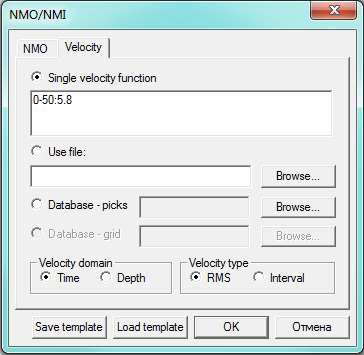 NMO/NMI
NMO Velocity
Single velocity function
0-50:5.8
Use file:
Browse...
Database - picks Browse...
Database - grid Browse...
Velocity domain Velocity type
Time Depth RMS Interval
Save template Load template OK Отмена